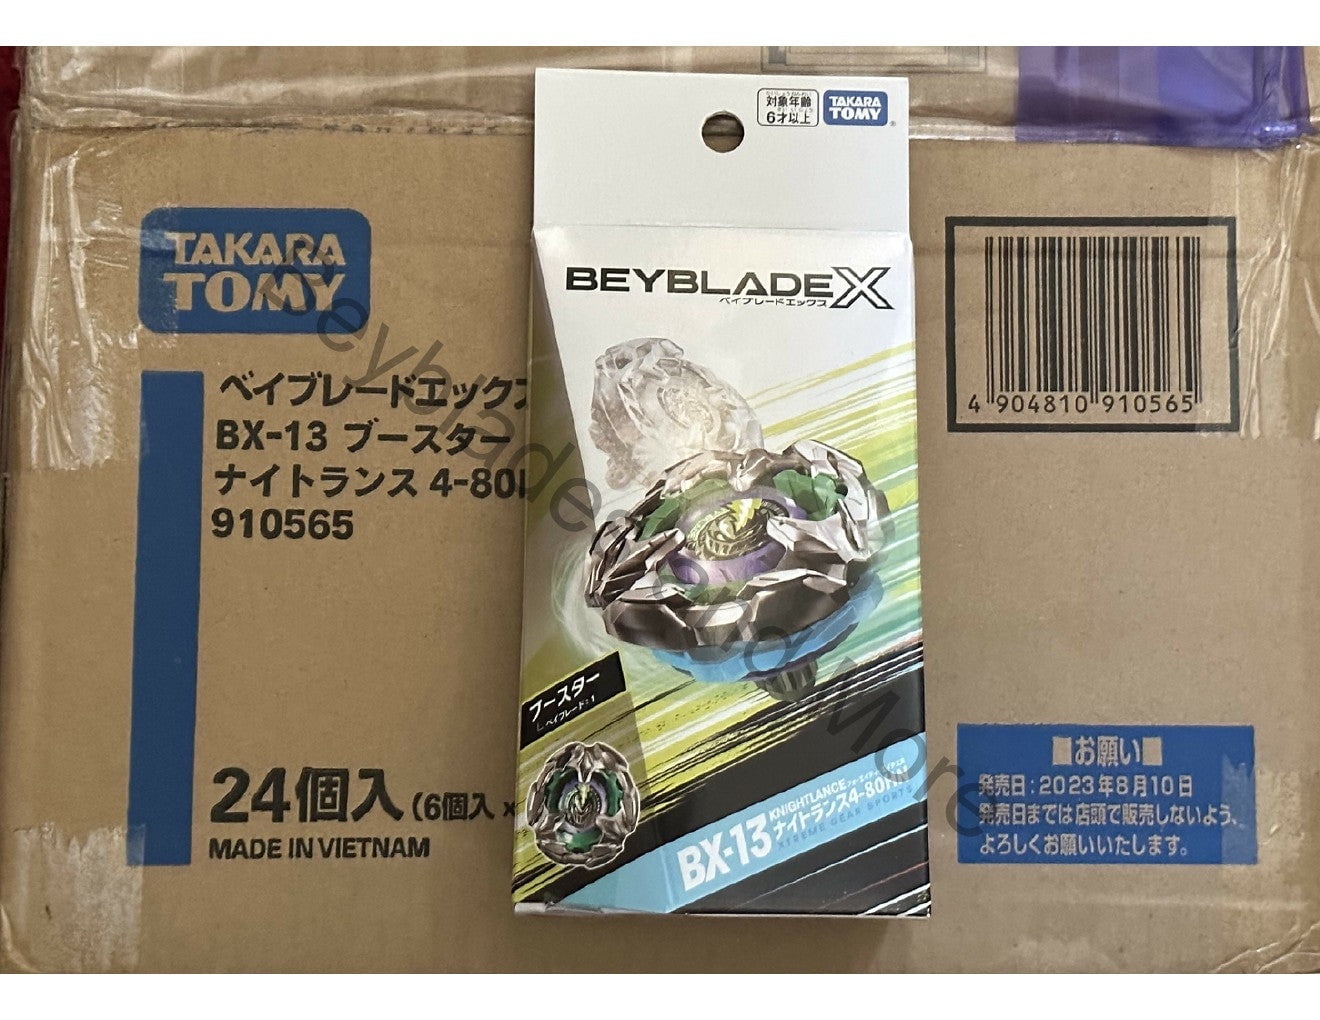 対象年齢
6才以上
TAKARA
TOMY
BEYBLADE X
ベイブレードエックス
TAKARA
TOMY
ベイブレードエックス
BX-13 ブースター
ナイトランス 4-80
910565
24個入 (6個入 ×
MADE IN VIETNAM
4 904810 910565
ブースター
ベイブレード:1
KNIGHTLANCE
BX-13 ナイトランス4-80HN
XTREME GEAR SPORTS
■お願い■
発売日:2023年8月10日
発売日までは店頭で販売しないよう、
よろしくお願いいたします。
Beyblades and More